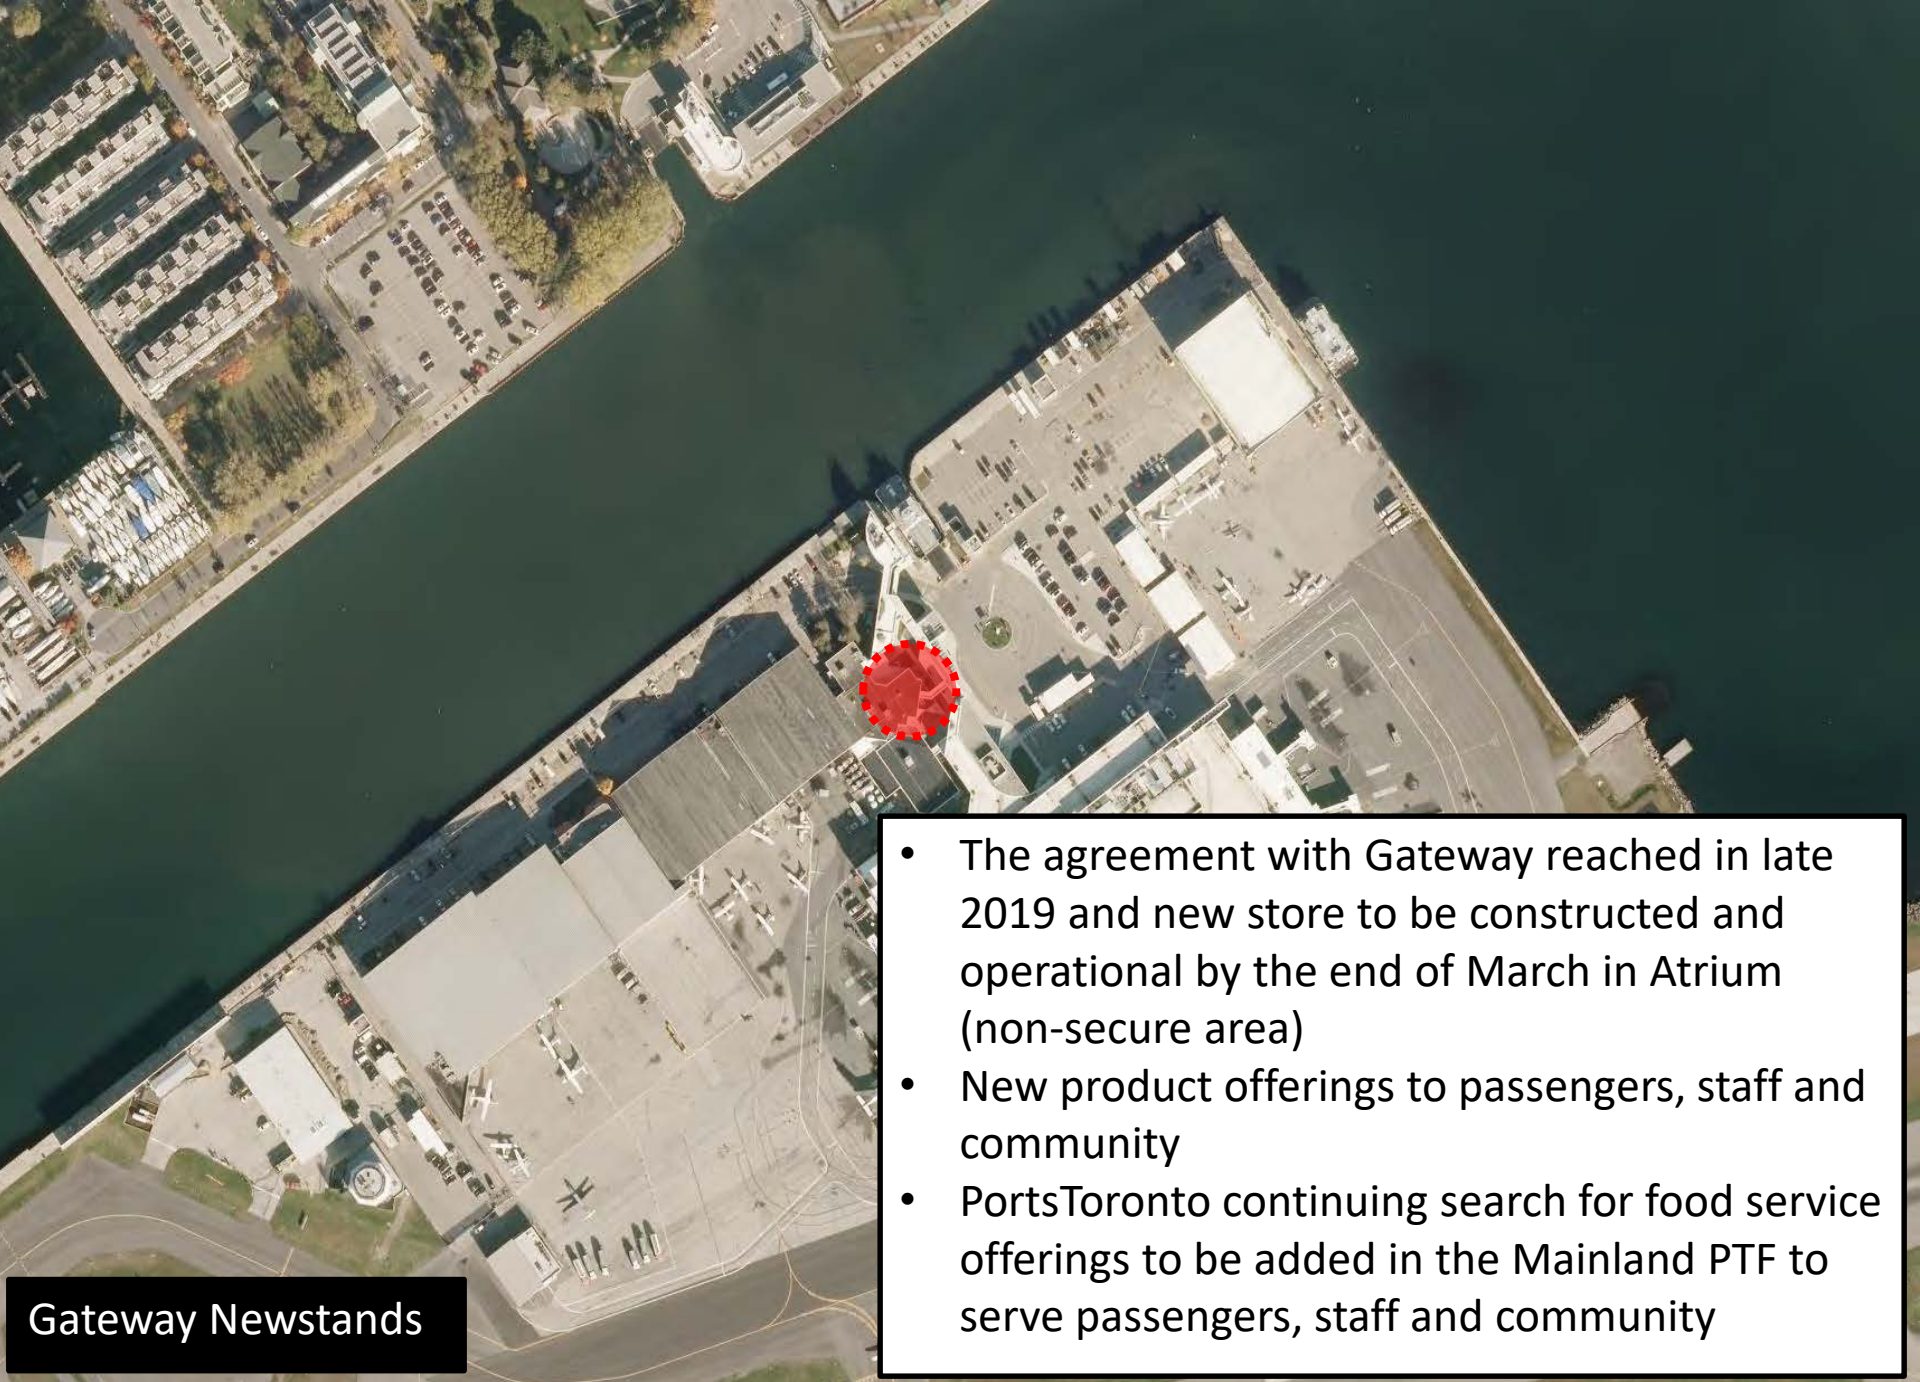 • The agreement with Gateway reached in late
2019 and new store to be constructed and
operational by the end of March in Atrium
(non-secure area)
• New product offerings to passengers, staff and
community
• PortsToronto continuing search for food service
offerings to be added in the Mainland PTF to
serve passengers, staff and community
Gateway Newstands